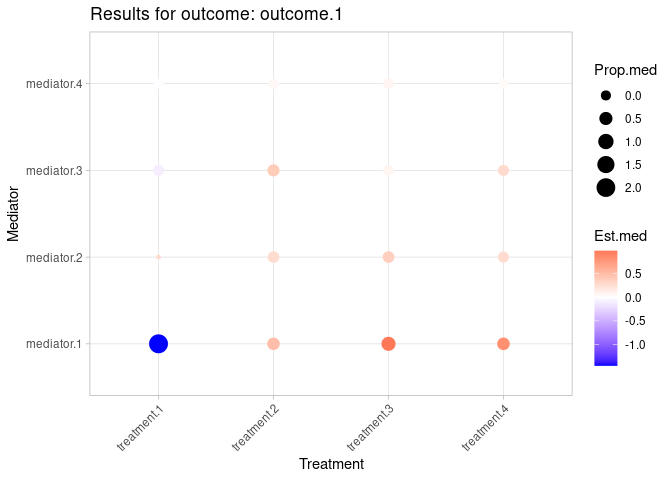 Results for outcome: outcome.1
mediator.4
mediator.3
mediator.2
mediator.1
Mediator
treatment.1
treatment.2
treatment.3
treatment.4
Treatment
Prop.med
0.0
0.5
1.0
1.5
2.0
Est.med
0.5
0.0
-0.5
-1.0